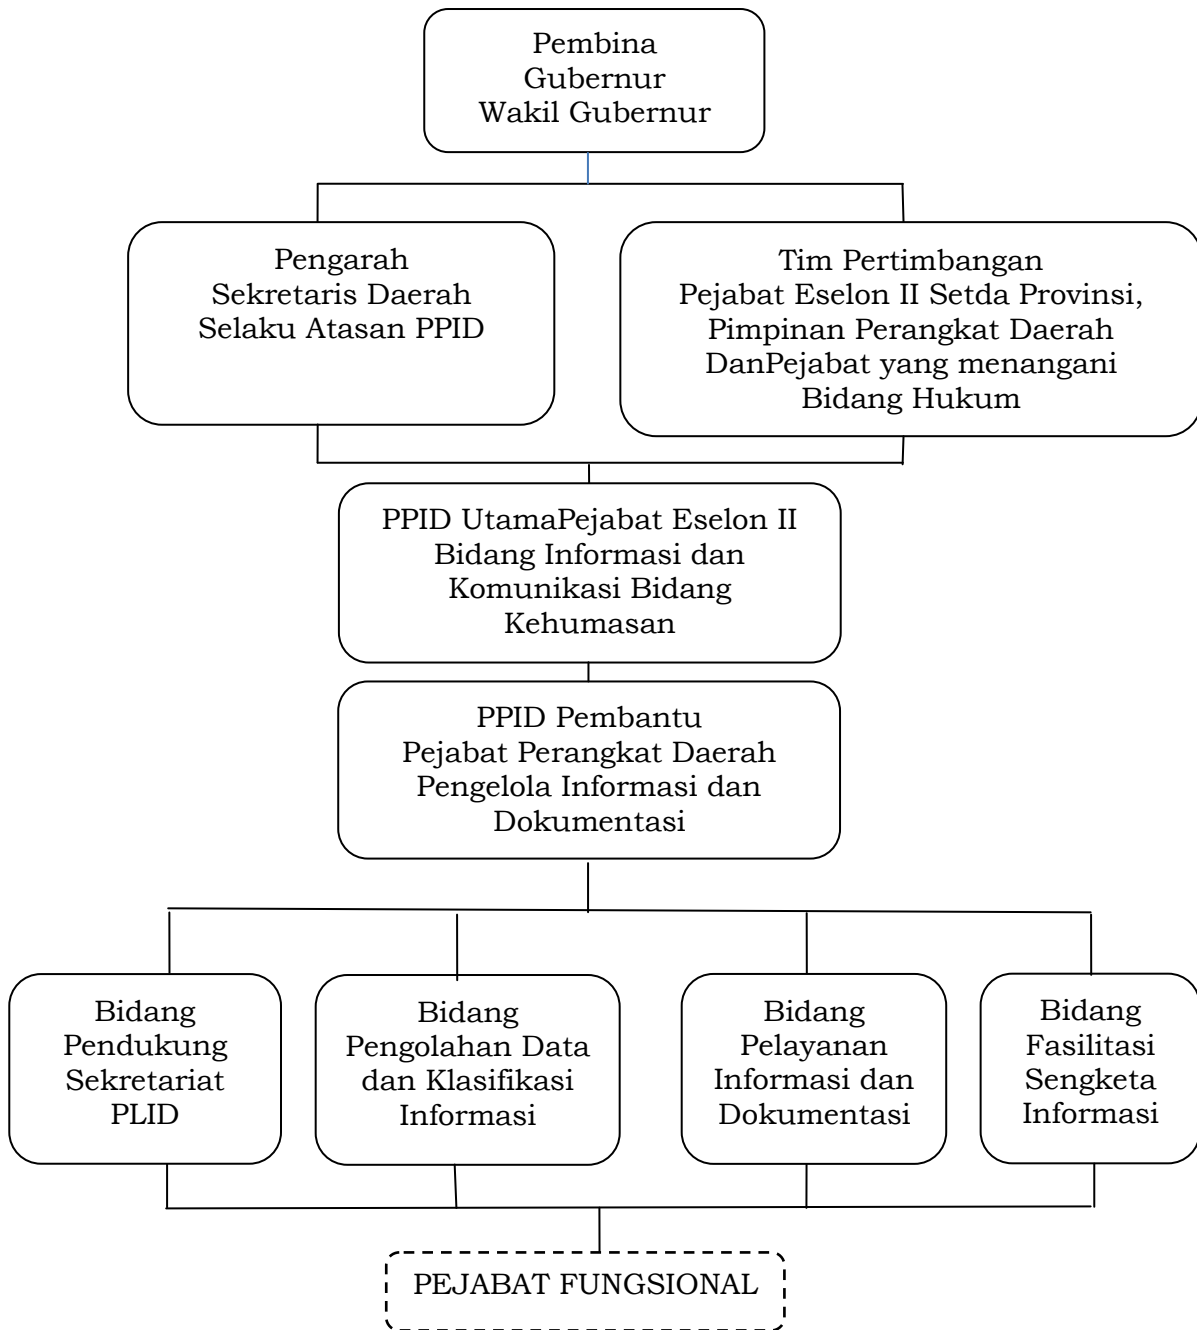 Pembina
Gubernur
Wakil Gubernur
Pengarah
Sekretaris Daerah
Selaku Atasan PPID
Tim Pertimbangan
Pejabat Eselon II Setda Provinsi,
Pimpinan Perangkat Daerah
DanPejabat yang menangani
Bidang Hukum
PPID UtamaPejabat Eselon II
Bidang Informasi dan
Komunikasi Bidang
Kehumasan
PPID Pembantu
Pejabat Perangkat Daerah
Pengelola Informasi dan
Dokumentasi
Bidang
Pendukung
Sekretariat
PLID
Bidang
Pengolahan Data
dan Klasifikasi
Informasi
Bidang
Pelayanan
Informasi dan
Dokumentasi
Bidang
Fasilitasi
Sengketa
Informasi
PEJABAT FUNGSIONAL